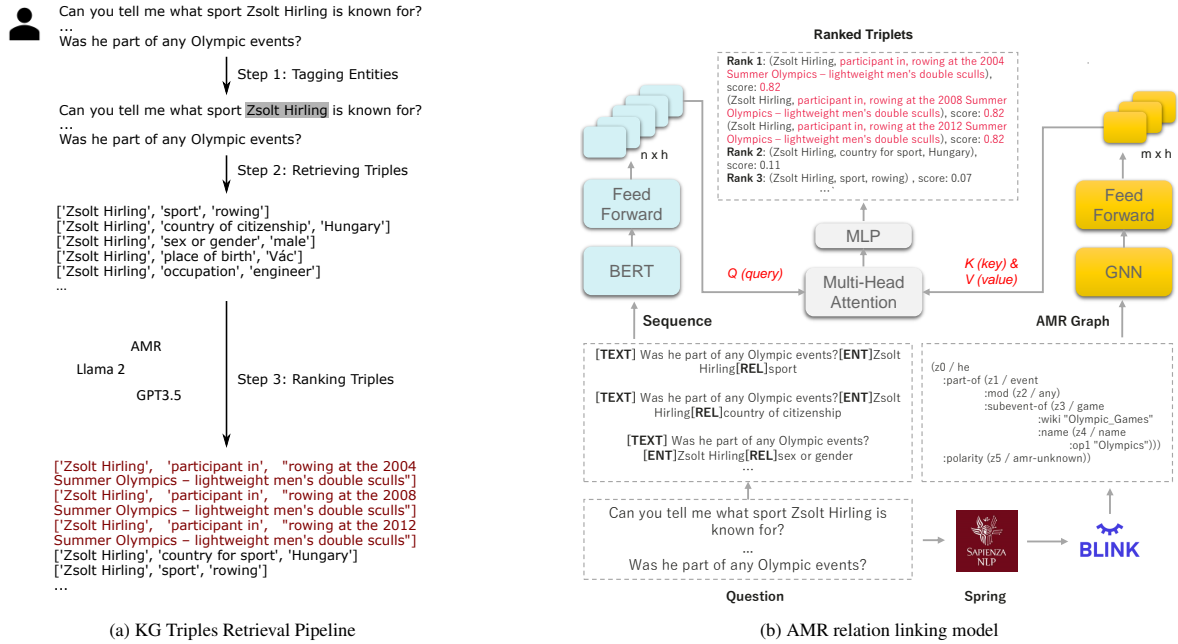 Can you tell me what sport Zsolt Hirling is known for?
...
Was he part of any Olympic events?
Step 1: Tagging Entities
Can you tell me what sport Zsolt Hirling is known for?
...
Was he part of any Olympic events?
Step 2: Retrieving Triples
['Zsolt Hirling', 'sport', 'rowing']
['Zsolt Hirling', 'country of citizenship', 'Hungary']
['Zsolt Hirling', 'sex or gender', 'male']
['Zsolt Hirling', 'place of birth', 'Vác']
['Zsolt Hirling', 'occupation', 'engineer']
...
AMR
Llama 2
GPT3.5
Step 3: Ranking Triples
['Zsolt Hirling', 'participant in', "rowing at the 2004
Summer Olympics – lightweight men's double sculls"]
['Zsolt Hirling', 'participant in', "rowing at the 2008
Summer Olympics – lightweight men's double sculls"]
['Zsolt Hirling', 'participant in', "rowing at the 2012
Summer Olympics – lightweight men's double sculls"]
['Zsolt Hirling', 'country for sport', 'Hungary']
['Zsolt Hirling', 'sport', 'rowing']
...
(a) KG Triples Retrieval Pipeline
Ranked Triplets
Rank 1: (Zsolt Hirling, participant in, rowing at the 2004
Summer Olympics – lightweight men's double sculls),
score: 0.82
(Zsolt Hirling, participant in, rowing at the 2008 Summer
Olympics – lightweight men's double sculls), score: 0.82
(Zsolt Hirling, participant in, rowing at the 2012 Summer
Olympics – lightweight men's double sculls), score: 0.82
Rank 2: (Zsolt Hirling, country for sport, Hungary),
score: 0.11
Rank 3: (Zsolt Hirling, sport, rowing) , score: 0.07
...
n x h
Feed
Forward
BERT
Q (query)
MLP
Multi-Head
Attention
K (key) &
V (value)
m x h
Feed
Forward
GNN
Sequence
AMR Graph
[TEXT] Was he part of any Olympic events?[ENT]Zsolt
Hirling[REL]sport
[TEXT] Was he part of any Olympic events?[ENT]Zsolt
Hirling[REL]country of citizenship
[TEXT] Was he part of any Olympic events?
[ENT]Zsolt Hirling[REL]sex or gender
...
(z0 / he
:part-of (z1 / event
:mod (z2 / any)
:subevent-of (z3 / game
:wiki "Olympic_Games"
:name (z4 / name
:op1 "Olympics")))
:polarity (z5 / amr-unknown))
Can you tell me what sport Zsolt Hirling is
known for?
...
Was he part of any Olympic events?
Question
SAPIENZA
NLP
Spring
BLINK
(b) AMR relation linking model